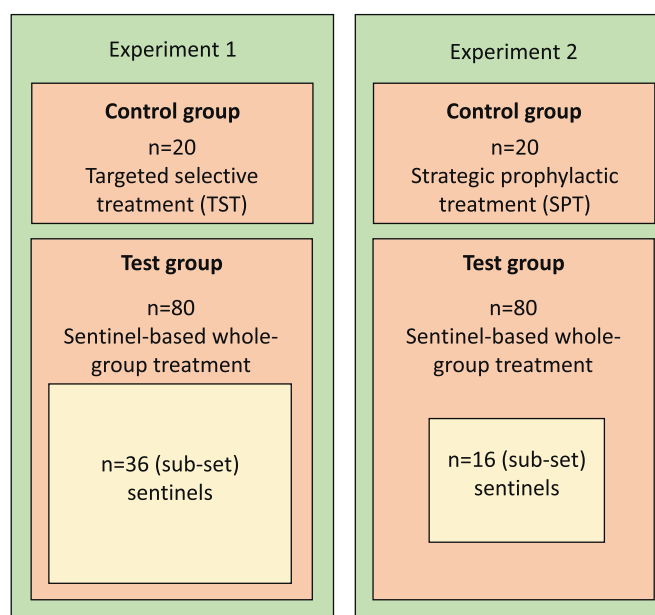 Experiment 1
Control group
n=20
Targeted selective
treatment (TST)
Test group
n=80
Sentinel-based whole-
group treatment
n=36 (sub-set)
sentinels
Experiment 2
Control group
n=20
Strategic prophylactic
treatment (SPT)
Test group
n=80
Sentinel-based whole-
group treatment
n=16 (sub-set)
sentinels